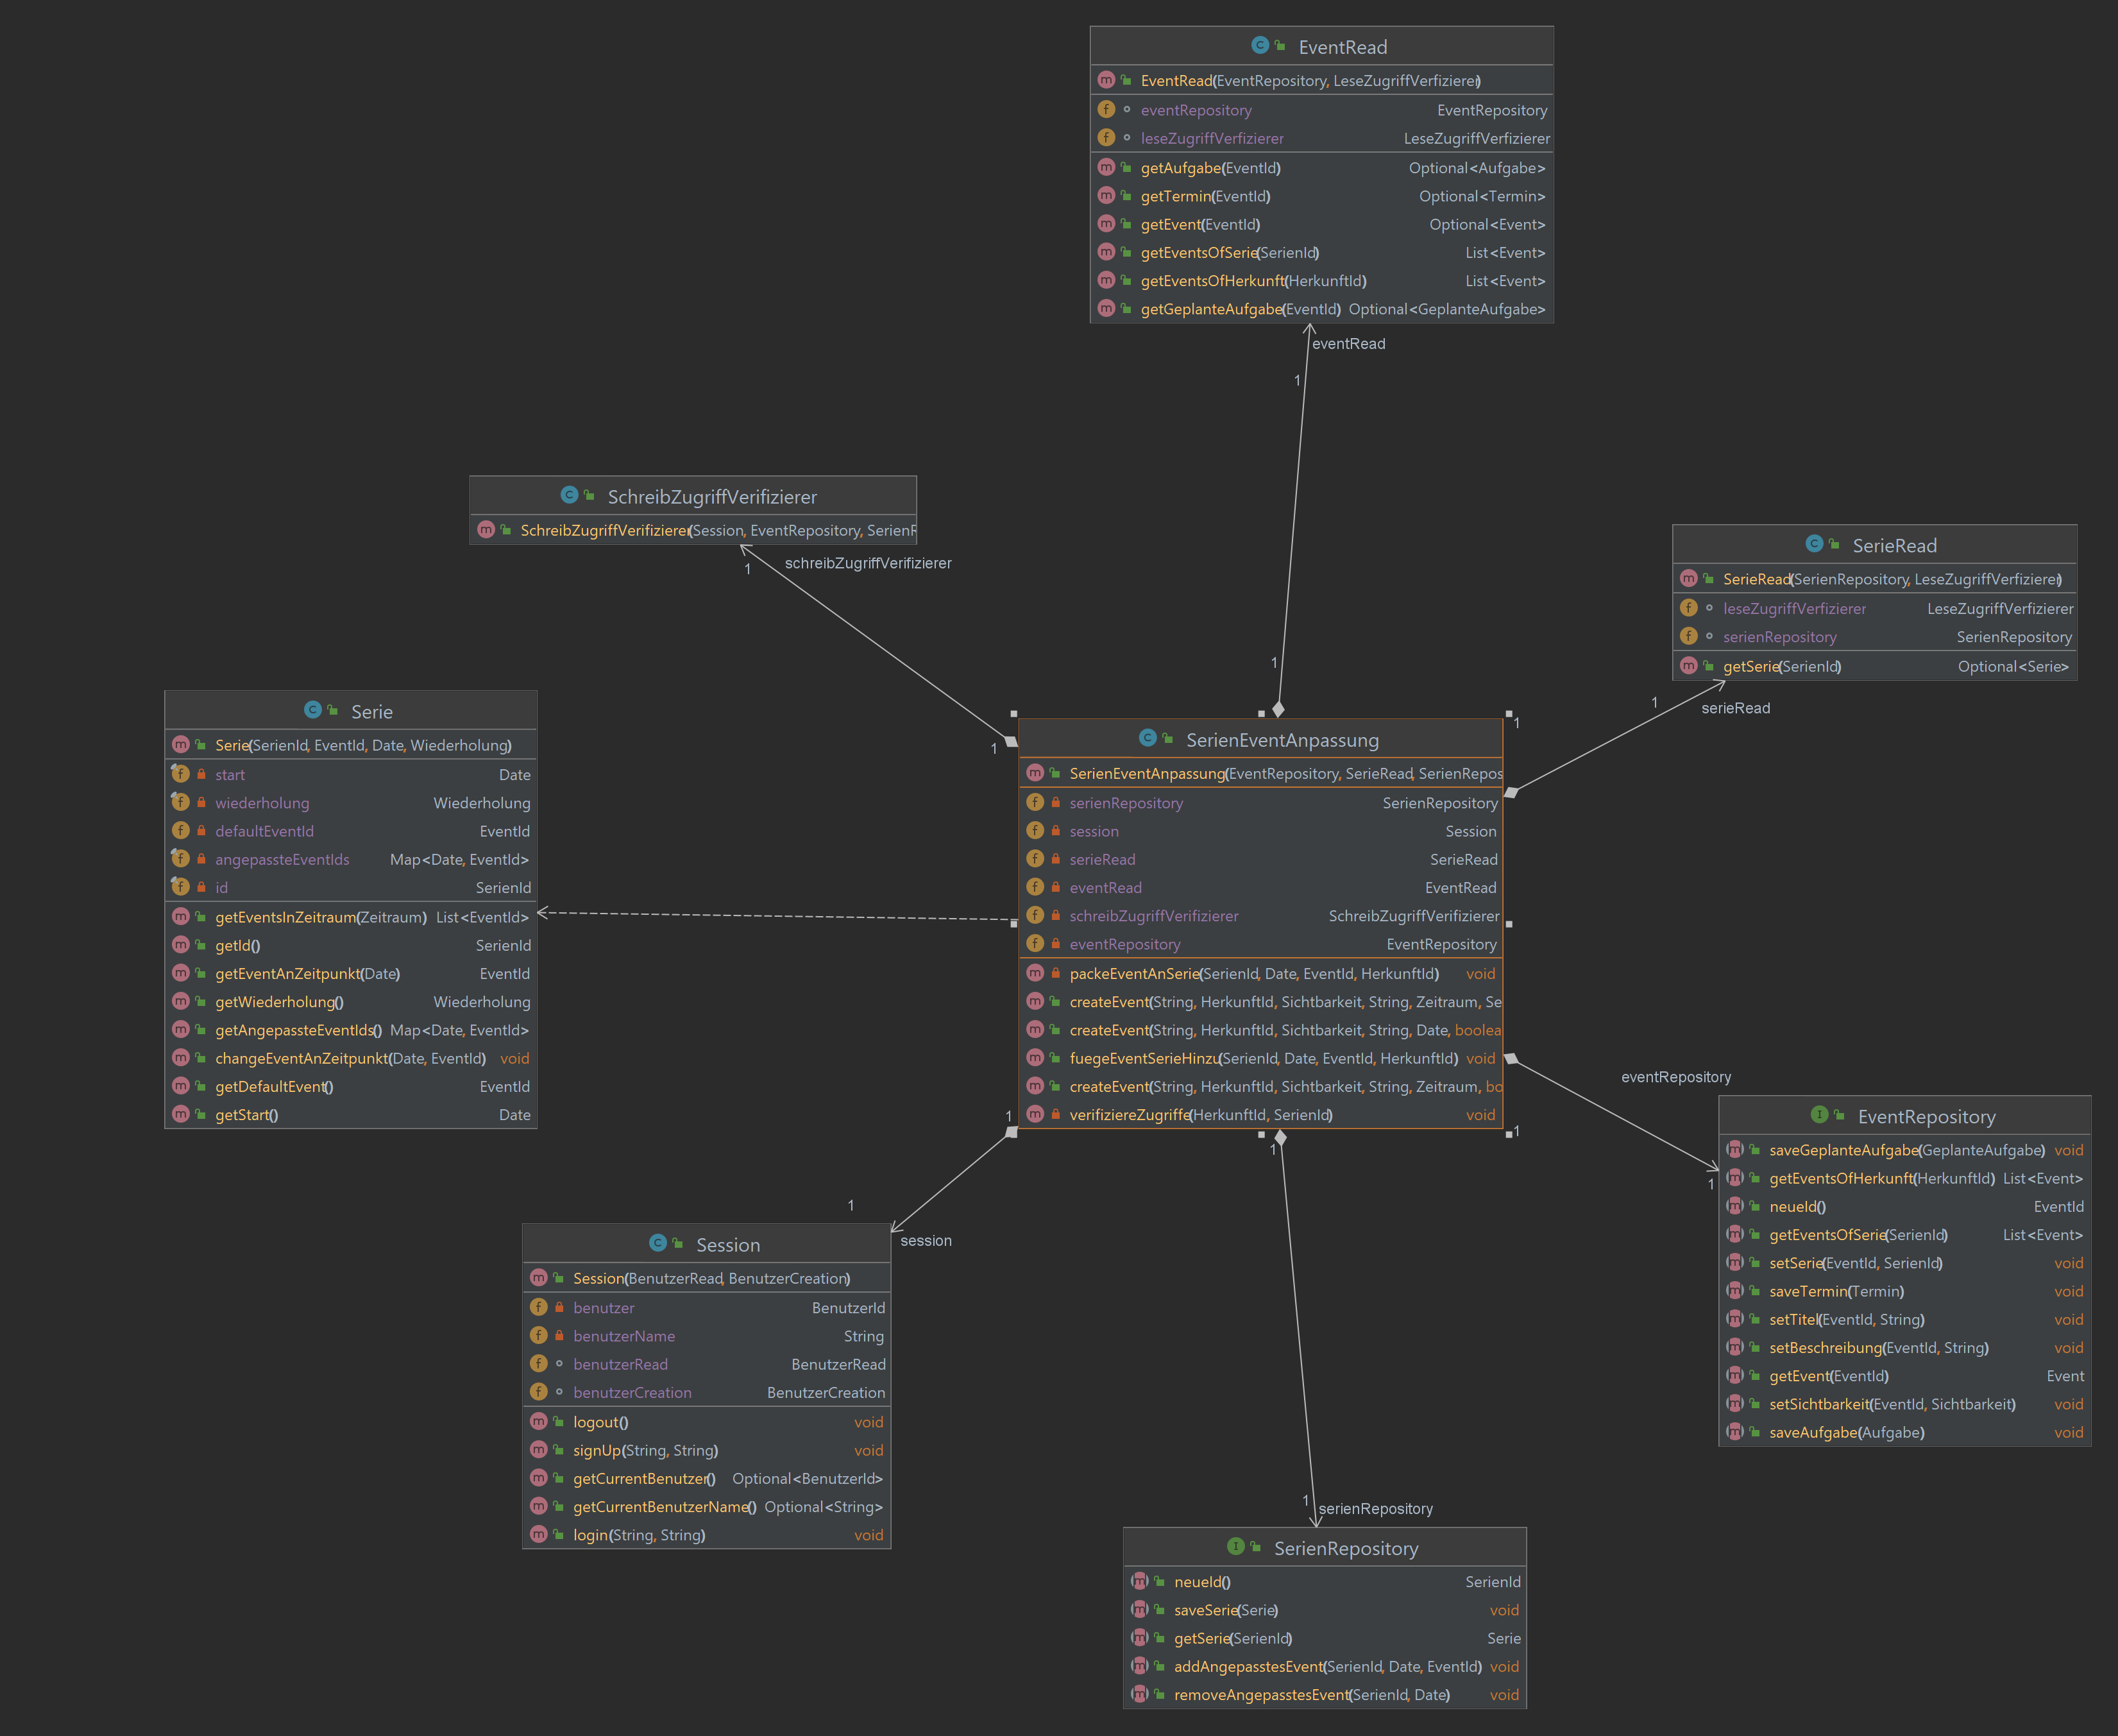 EventRead
EventRead(EventRepository, LeseZugriffVerfizierer)
eventRepository EventRepository
leseZugriffVerfizierer LeseZugriffVerfizierer
getAufgabe(EventId) Optional<Aufgabe>
getTermin(EventId) Optional<Termin>
getEvent(EventId) Optional<Event>
getEventsOfSerie(SerienId) List<Event>
getEventsOfHerkunft(HerkunftId) List<Event>
getGeplanteAufgabe(EventId) Optional<GeplanteAufgabe>
eventRead
1
1
SchreibZugriffVerifizierer
SchreibZugriffVerifizierer(Session, EventRepository, SerienR
schreibZugriffVerifizierer
1
1
SerieRead
SerieRead(SerienRepository, LeseZugriffVerfizierer)
leseZugriffVerfizierer LeseZugriffVerfizierer
serienRepository SerienRepository
getSerie(SerienId) Optional<Serie>
1
serieRead
1
Serie
Serie(SerienId, EventId, Date, Wiederholung)
start Date
wiederholung Wiederholung
defaultEventId EventId
angepassteEventIds Map<Date, EventId>
id SerienId
getEventsInZeitraum(Zeitraum) List<EventId>
getId() SerienId
getEventAnZeitpunkt(Date) EventId
getWiederholung() Wiederholung
getAngepassteEventIds() Map<Date, EventId>
changeEventAnZeitpunkt(Date, EventId) void
getDefaultEvent() EventId
getStart() Date
SerienEventAnpassung
SerienEventAnpassung(EventRepository, SerieRead, SerienRepos
serienRepository SerienRepository
session Session
serieRead SerieRead
eventRead EventRead
schreibZugriffVerifizierer SchreibZugriffVerifizierer
eventRepository EventRepository
packeEventAnSerie(SerienId, Date, EventId, HerkunftId) void
createEvent(String, HerkunftId, Sichtbarkeit, String, Zeitraum, Se
createEvent(String, HerkunftId, Sichtbarkeit, String, Date, boolea
fuegeEventSerieHinzu(SerienId, Date, EventId, HerkunftId) void
createEvent(String, HerkunftId, Sichtbarkeit, String, Zeitraum, bo
verifiziereZugriffe(HerkunftId, SerienId) void
1
1
1
eventRepository
1
EventRepository
saveGeplanteAufgabe(GeplanteAufgabe) void
getEventsOfHerkunft(HerkunftId) List<Event>
neueId() EventId
getEventsOfSerie(SerienId) List<Event>
setSerie(EventId, SerienId) void
saveTermin(Termin) void
setTitel(EventId, String) void
setBeschreibung(EventId, String) void
getEvent(EventId) Event
setSichtbarkeit(EventId, Sichtbarkeit) void
saveAufgabe(Aufgabe) void
1
session
Session
Session(BenutzerRead, BenutzerCreation)
benutzer BenutzerId
benutzerName String
benutzerRead BenutzerRead
benutzerCreation BenutzerCreation
logout() void
signUp(String, String) void
getCurrentBenutzer() Optional<BenutzerId>
getCurrentBenutzerName() Optional<String>
login(String, String) void
1
serienRepository
SerienRepository
neueId() SerienId
saveSerie(Serie) void
getSerie(SerienId) Serie
addAngepasstesEvent(SerienId, Date, EventId) void
removeAngepasstesEvent(SerienId, Date) void